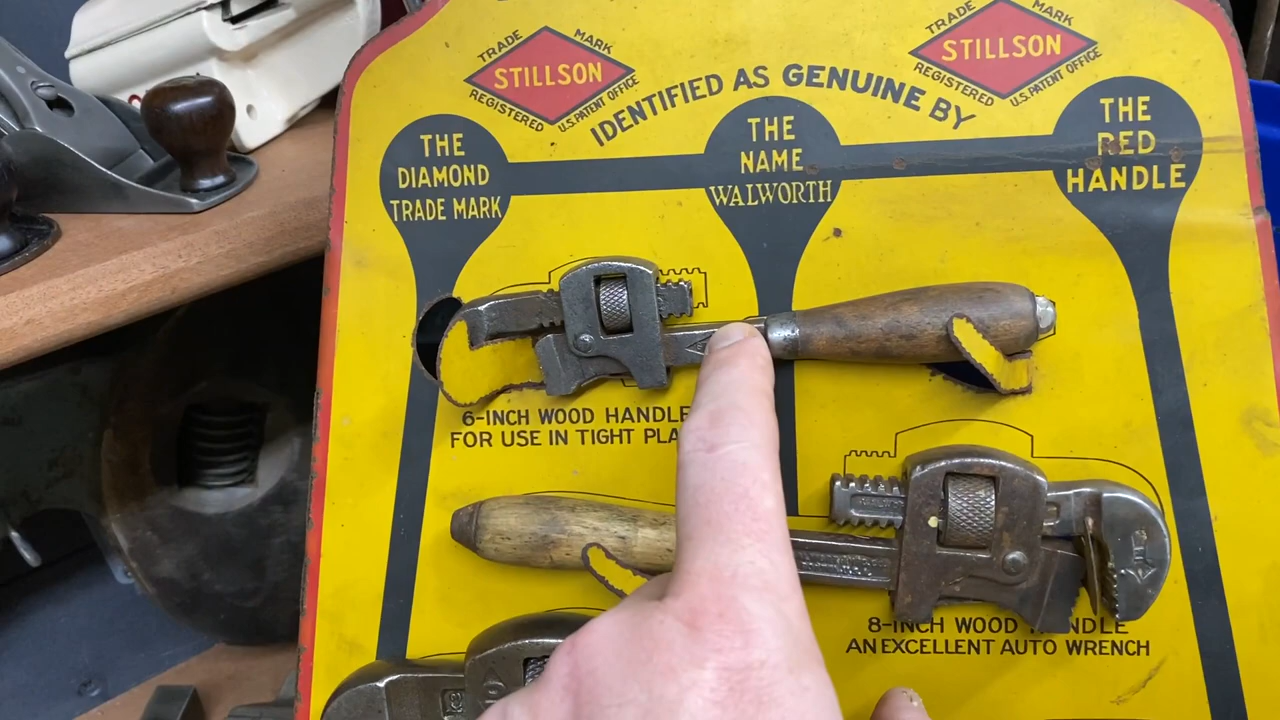 TRADE MARK
STILLSON
REGISTERED U.S. PATENT OFFICE
TRADE MARK
STILLSON
REGISTERED U.S. PATENT OFFICE
IDENTIFIED AS GENUINE BY
THE
DIAMOND
TRADE MARK
THE
NAME
WALWORTH
THE
RED
HANDLE
6-INCH WOOD HANDLE
FOR USE IN TIGHT
8-INCH WOOD HANDLE
AN EXCELLENT AUTO WRENCH